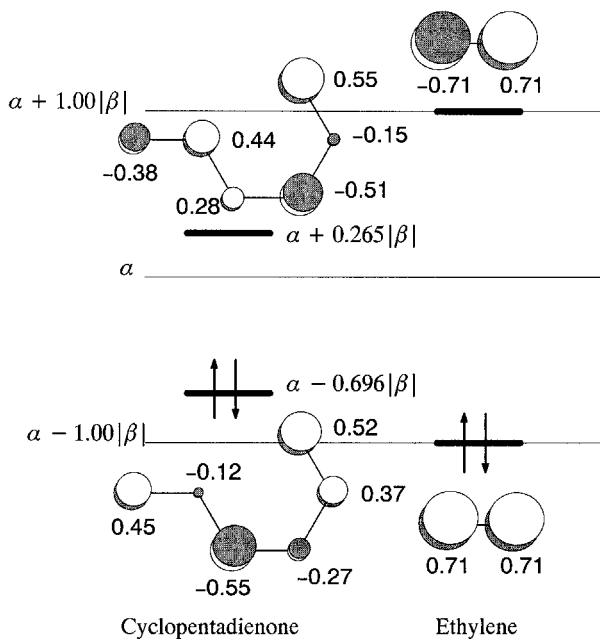 -0.71 0.71
0.55
α + 1.00|β|
0.44 -0.15
-0.38
0.28 -0.51
α + 0.265|β|
α
α − 0.696|β|
α − 1.00|β|
0.52
-0.12
0.37
0.45
-0.55 -0.27
0.71 0.71
Cyclopentadienone Ethylene